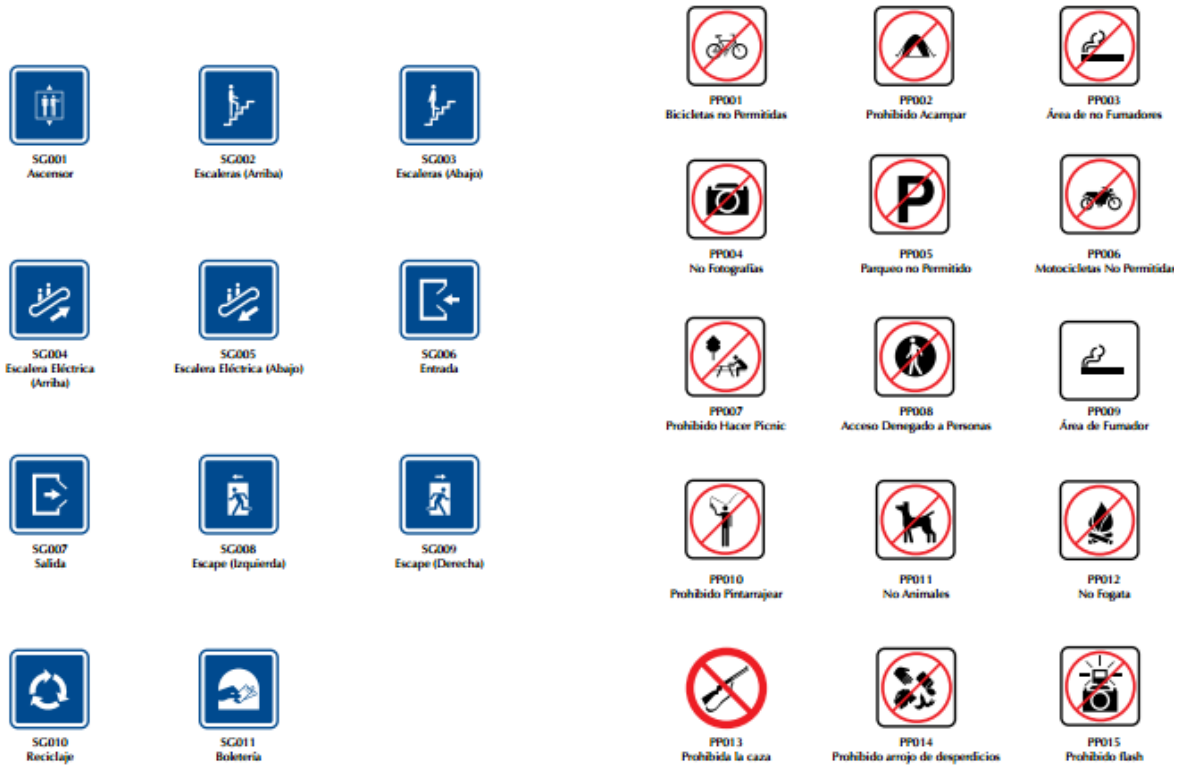 SG001
Ascensor
SG002
Escaleras (Arriba)
SG003
Escaleras (Abajo)
SG004
Escalera Eléctrica
(Arriba)
SG005
Escalera Eléctrica (Abajo)
SG006
Entrada
SG007
Salida
SG008
Escape (Izquierda)
SG009
Escape (Derecha)
SG010
Reciclaje
SG011
Boletería
PP001
Bicicletas no Permitidas
PP002
Prohibido Acampar
PP003
Área de no Fumadores
PP004
No Fotografías
P
PP005
Parqueo no Permitido
PP006
Motocicletas No Permitidas
PP007
Prohibido Hacer Picnic
PP008
Acceso Denegado a Personas
PP009
Área de Fumador
PP010
Prohibido Pintarrajear
PP011
No Animales
PP012
No Fogata
PP013
Prohibida la caza
PP014
Prohibido arrojo de desperdicios
PP015
Prohibido flash